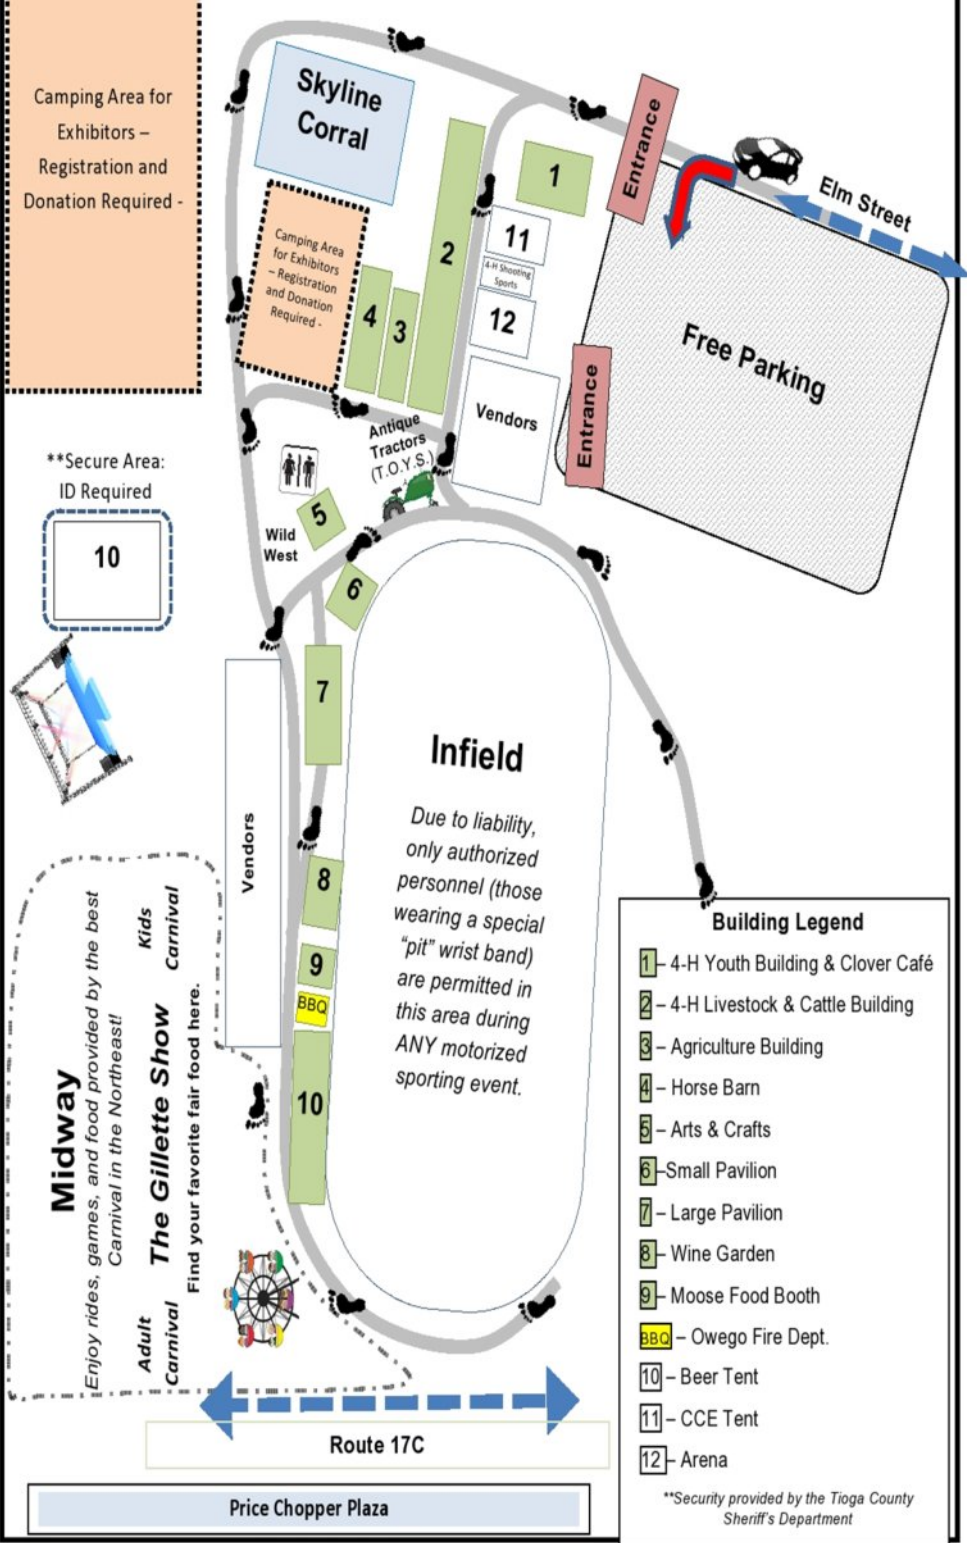 Camping Area for
Exhibitors –
Registration and
Donation Required -
Skyline
Corral
Entrance
Elm Street
1
2
11
4-H Shooting
Sports
12
Camping Area
for Exhibitors
– Registration
and Donation
Required -
4
3
Free Parking
Vendors
Entrance
Antique
Tractors
(T.O.Y.S.)
**Secure Area:
ID Required
10
5
Wild
West
6
7
Infield
Due to liability,
only authorized
personnel (those
wearing a special
“pit” wrist band)
are permitted in
this area during
ANY motorized
sporting event.
Vendors
8
9
BBQ
10
Midway
Enjoy rides, games, and food provided by the best
Carnival in the Northeast!
Adult
Carnival
The Gillette Show
Kids
Carnival
Find your favorite fair food here.
Route 17C
Price Chopper Plaza
Building Legend
1 – 4-H Youth Building & Clover Café
2 – 4-H Livestock & Cattle Building
3 – Agriculture Building
4 – Horse Barn
5 – Arts & Crafts
6 –Small Pavilion
7 – Large Pavilion
8 – Wine Garden
9 – Moose Food Booth
BBQ – Owego Fire Dept.
10 – Beer Tent
11 – CCE Tent
12 – Arena
**Security provided by the Tioga County
Sheriff's Department